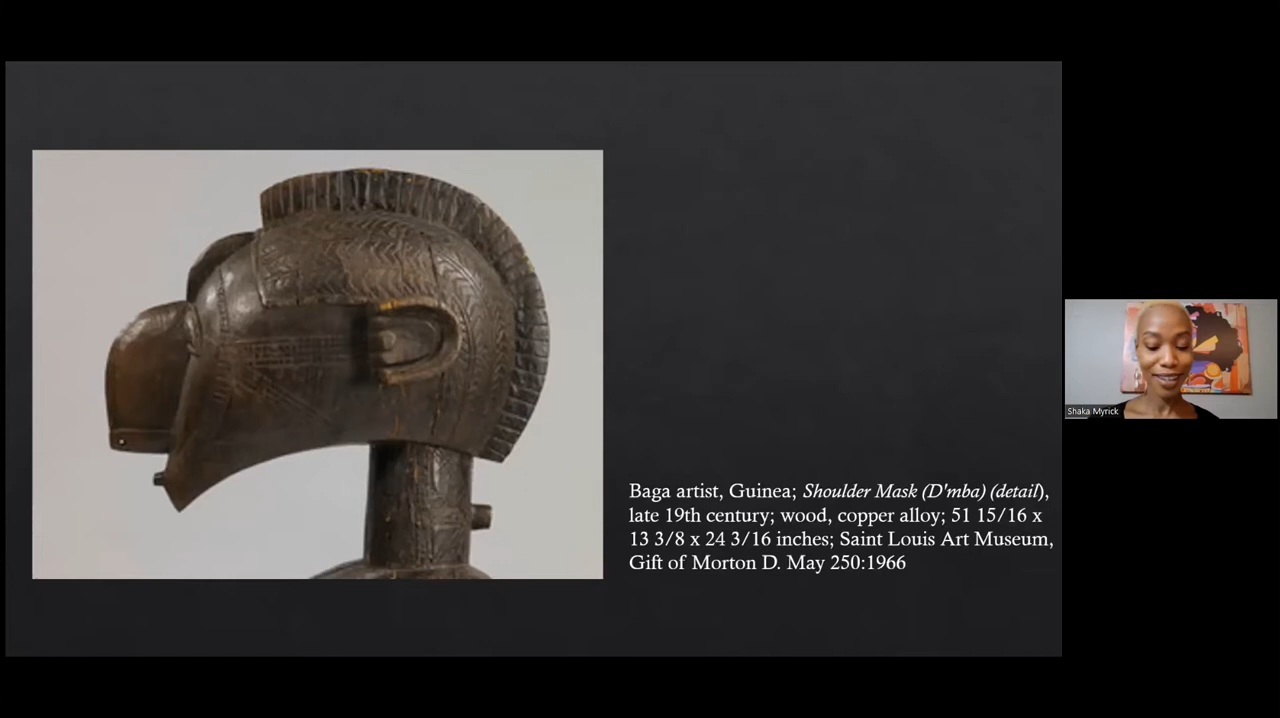 Baga artist, Guinea; Shoulder Mask (D'mba) (detail),
late 19th century; wood, copper alloy; 51 15/16 x
13 3/8 x 24 3/16 inches; Saint Louis Art Museum,
Gift of Morton D. May 250:1966
Shaka Myrick